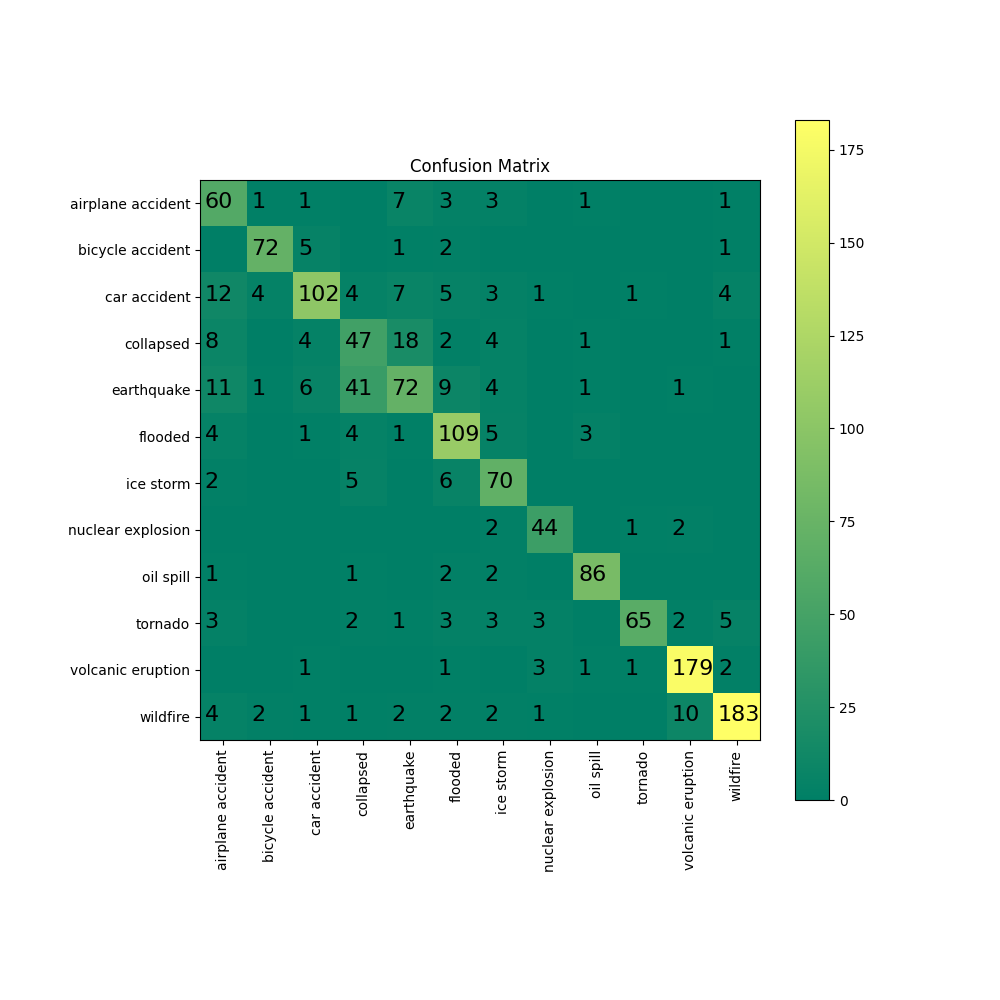 Confusion Matrix
airplane accident 60 1 1 7 3 3 1 1
bicycle accident 72 5 1 2 1
car accident 12 4 102 4 7 5 3 1 1 4
collapsed 8 4 47 18 2 4 1 1
earthquake 11 1 6 41 72 9 4 1 1
flooded 4 1 4 1 109 5 3
ice storm 2 5 6 70
nuclear explosion 2 44 1 2
oil spill 1 1 2 2 86
tornado 3 2 1 3 3 3 65 2 5
volcanic eruption 1 1 3 1 1 179 2
wildfire 4 2 1 1 2 2 2 1 10 183
airplane accident
bicycle accident
car accident
collapsed
earthquake
flooded
ice storm
nuclear explosion
oil spill
tornado
volcanic eruption
wildfire
175
150
125
100
75
50
25
0